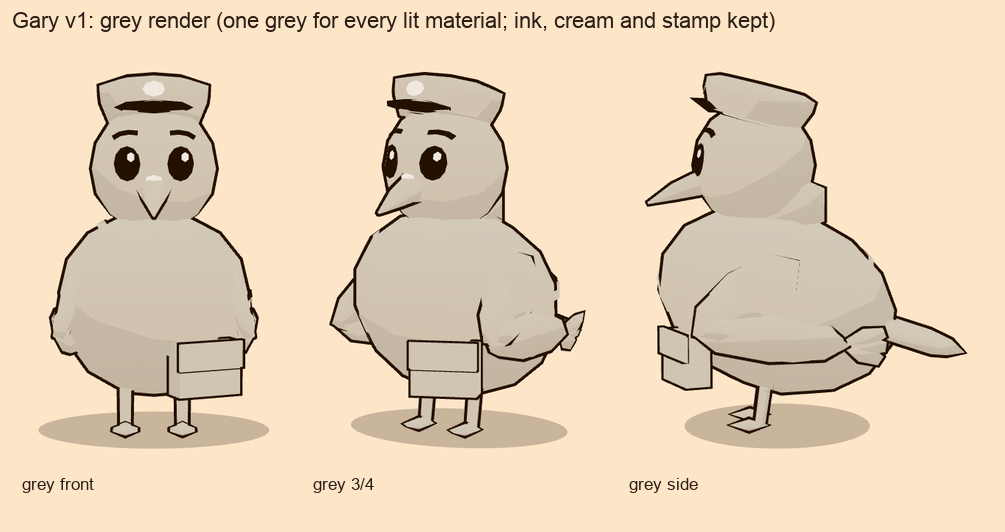 Gary v1: grey render (one grey for every lit material; ink, cream and stamp kept)
grey front
grey 3/4
grey side